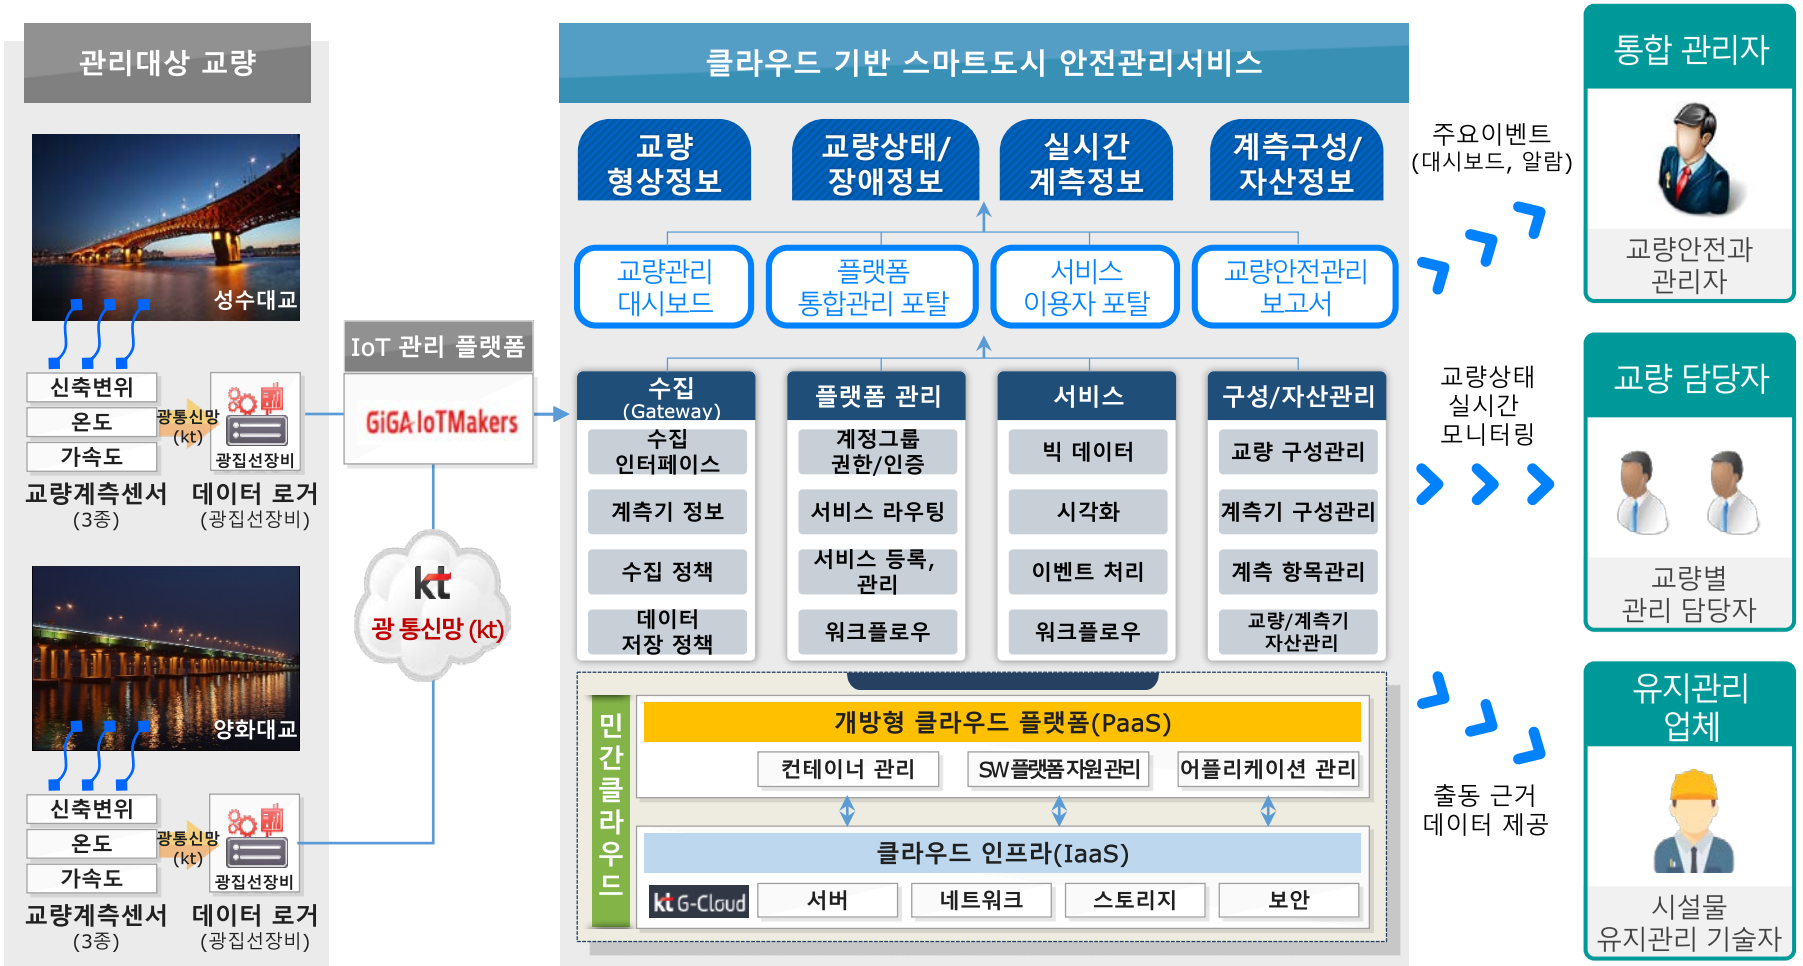 관리대상 교량
성수대교
신축변위
온도
가속도
광통신망
(kt)
광집선장비
교량계측센서
(3종)
데이터 로거
(광집선장비)
양화대교
신축변위
온도
가속도
광통신망
(kt)
광집선장비
교량계측센서
(3종)
데이터 로거
(광집선장비)
IoT 관리 플랫폼
GiGA IoTMakers
kt
광 통신망 (kt)
클라우드 기반 스마트도시 안전관리서비스
교량
형상정보
교량상태/
장애정보
실시간
계측정보
계측구성/
자산정보
교량관리
대시보드
플랫폼
통합관리 포탈
서비스
이용자 포탈
교량안전관리
보고서
수집
(Gateway)
수집
인터페이스
계측기 정보
수집 정책
데이터
저장 정책
플랫폼 관리
계정그룹
권한/인증
서비스 라우팅
서비스 등록,
관리
워크플로우
서비스
빅 데이터
시각화
이벤트 처리
워크플로우
구성/자산관리
교량 구성관리
계측기 구성관리
계측 항목관리
교량/계측기
자산관리
민간클라우드
개방형 클라우드 플랫폼(PaaS)
컨테이너 관리
SW플랫폼자원관리
어플리케이션 관리
클라우드 인프라(IaaS)
kt G-Cloud
서버
네트워크
스토리지
보안
주요이벤트
(대시보드, 알람)
교량상태
실시간
모니터링
출동 근거
데이터 제공
통합 관리자
교량안전과
관리자
교량 담당자
교량별
관리 담당자
유지관리
업체
시설물
유지관리 기술자